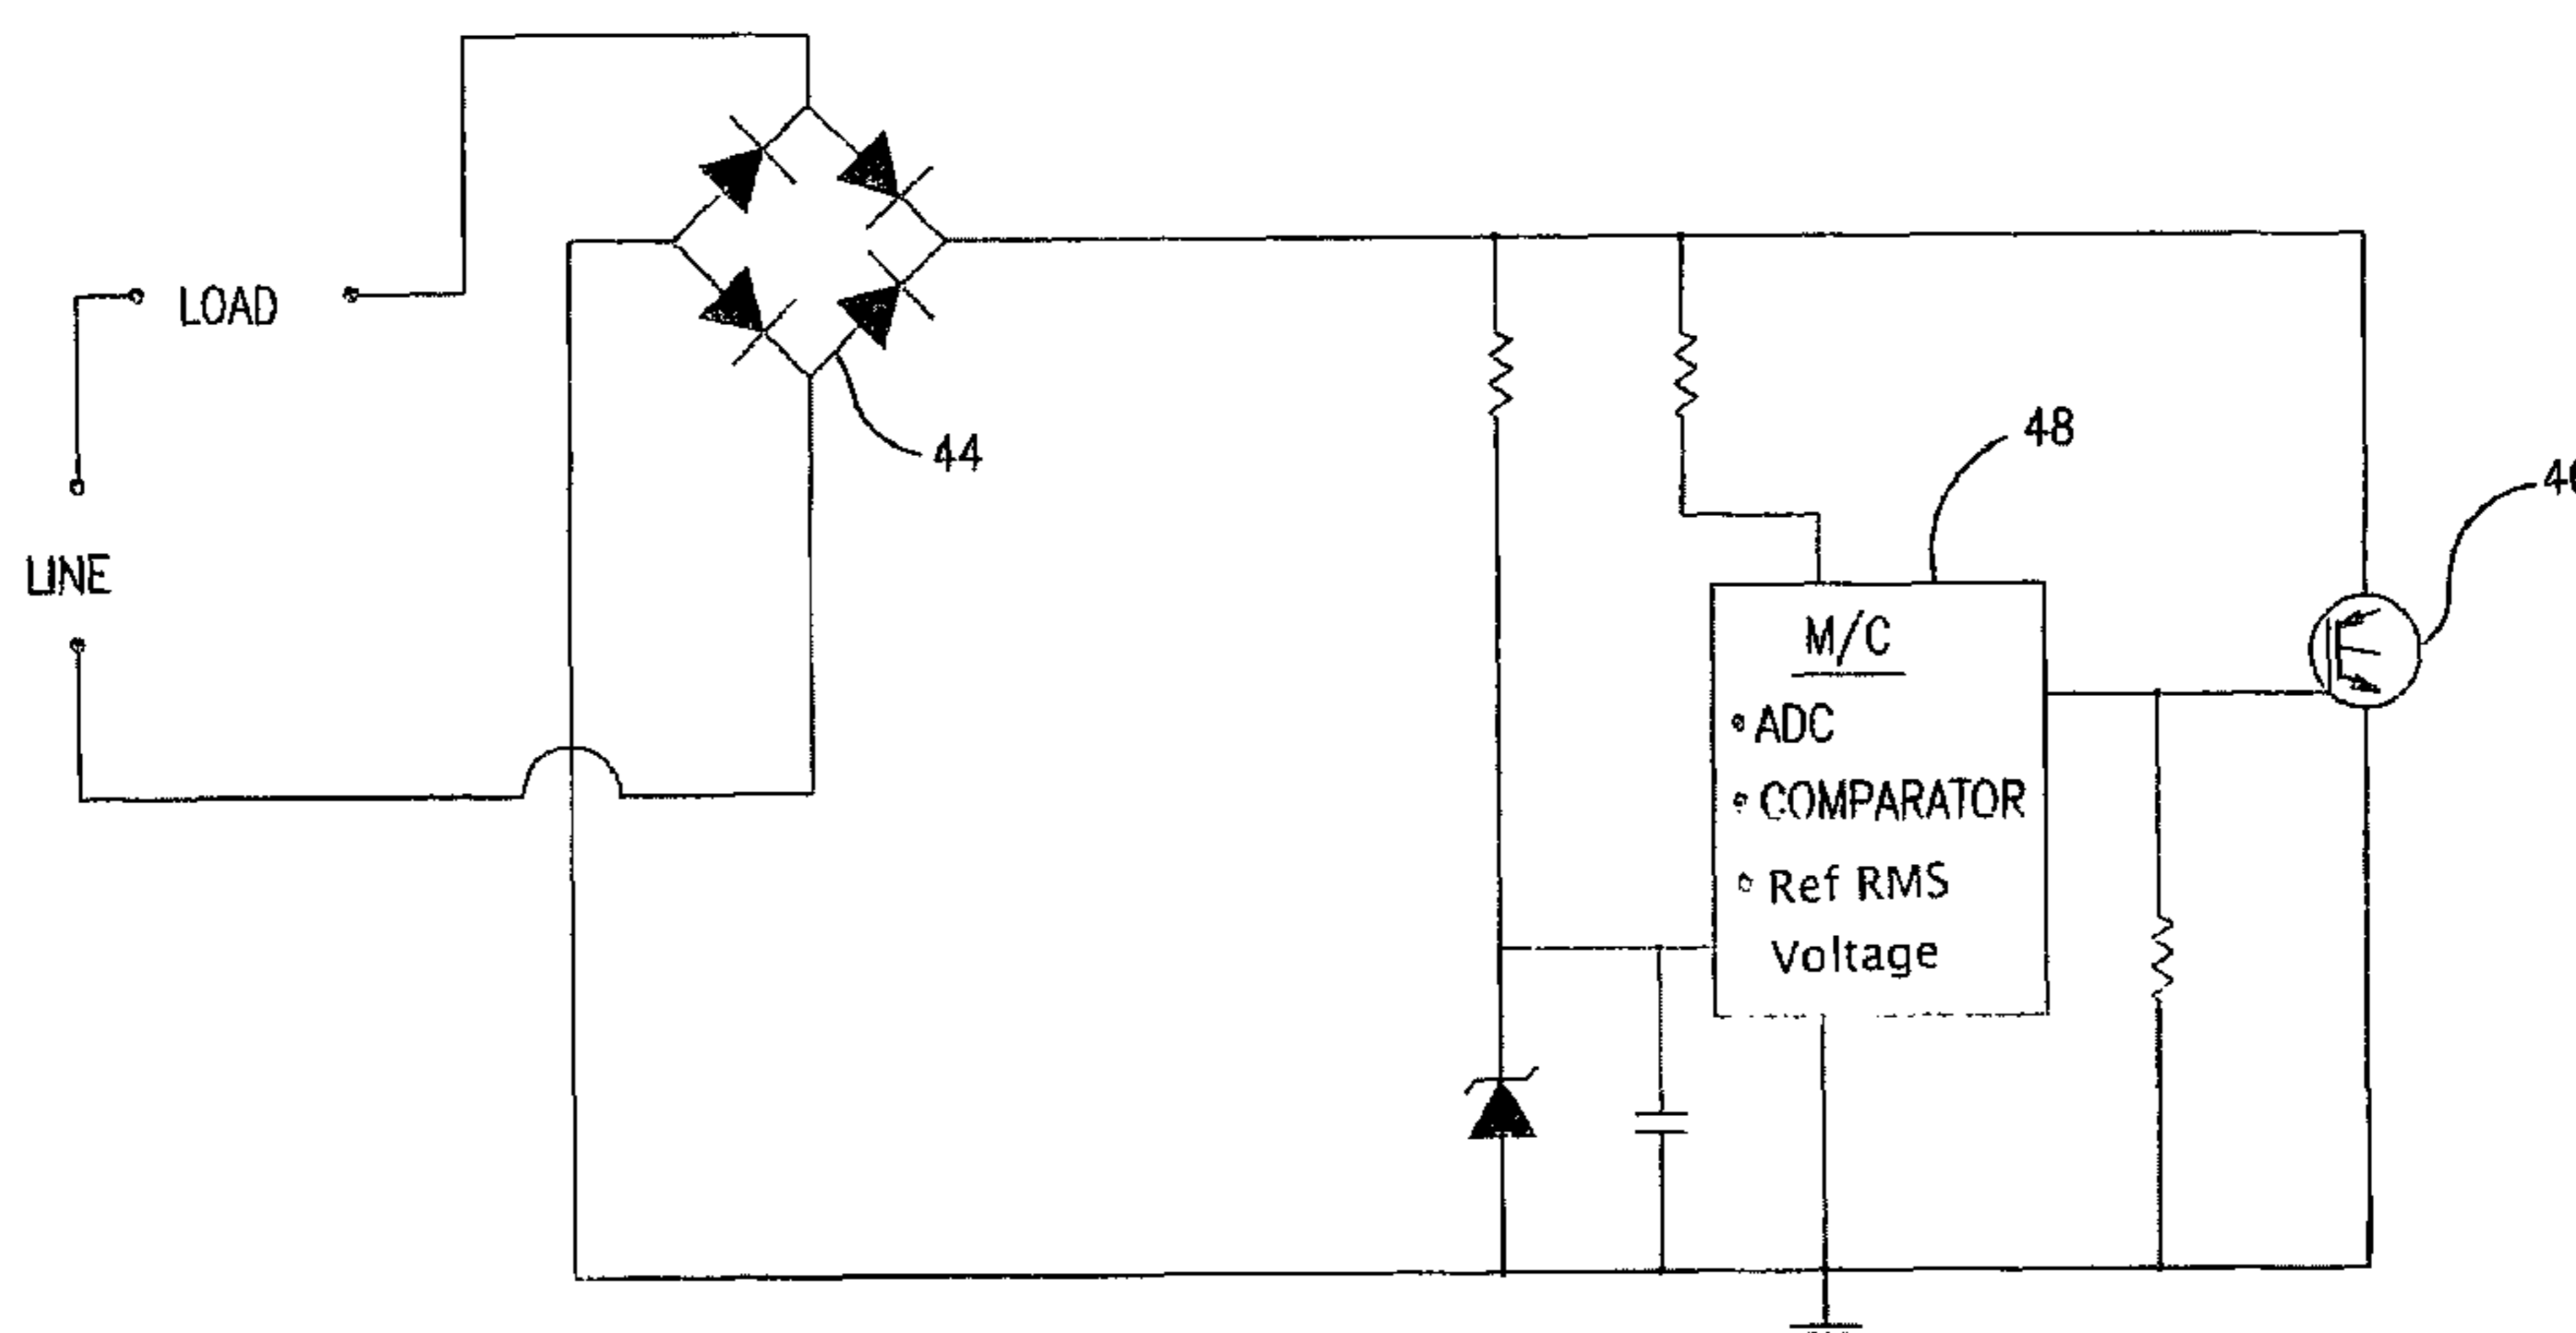 LOAD
44
48
LINE
M/C
• ADC
• COMPARATOR
• Ref RMS
Voltage